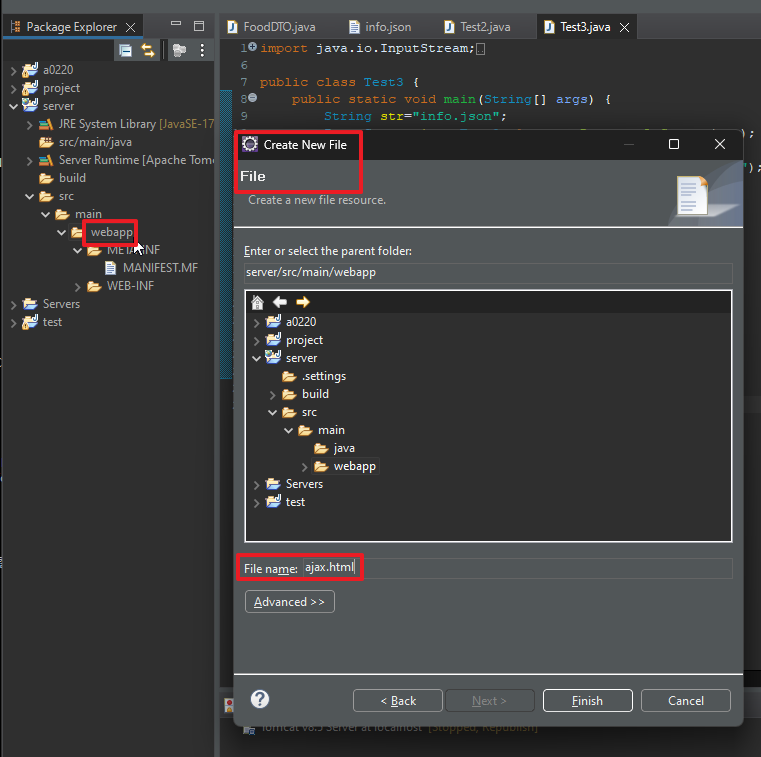 Package Explorer
FoodDTO.java
info.json
Test2.java
Test3.java
a0220
project
server
JRE System Library [JavaSE-17
src/main/java
Server Runtime [Apache Tom
build
src
main
webapp
META-INF
MANIFEST.MF
WEB-INF
Servers
test
1 import java.io.InputStream;
6
7 public class Test3 {
8 public static void main(String[] args) {
9 String str="info.json";
);
");
Create New File
File
Create a new file resource.
Enter or select the parent folder:
server/src/main/webapp
a0220
project
server
.settings
build
src
main
java
webapp
Servers
test
File name: ajax.html
Advanced >>
< Back
Next >
Finish
Cancel
Tomcat v8.5 Server at localhost [Stopped, Republish]